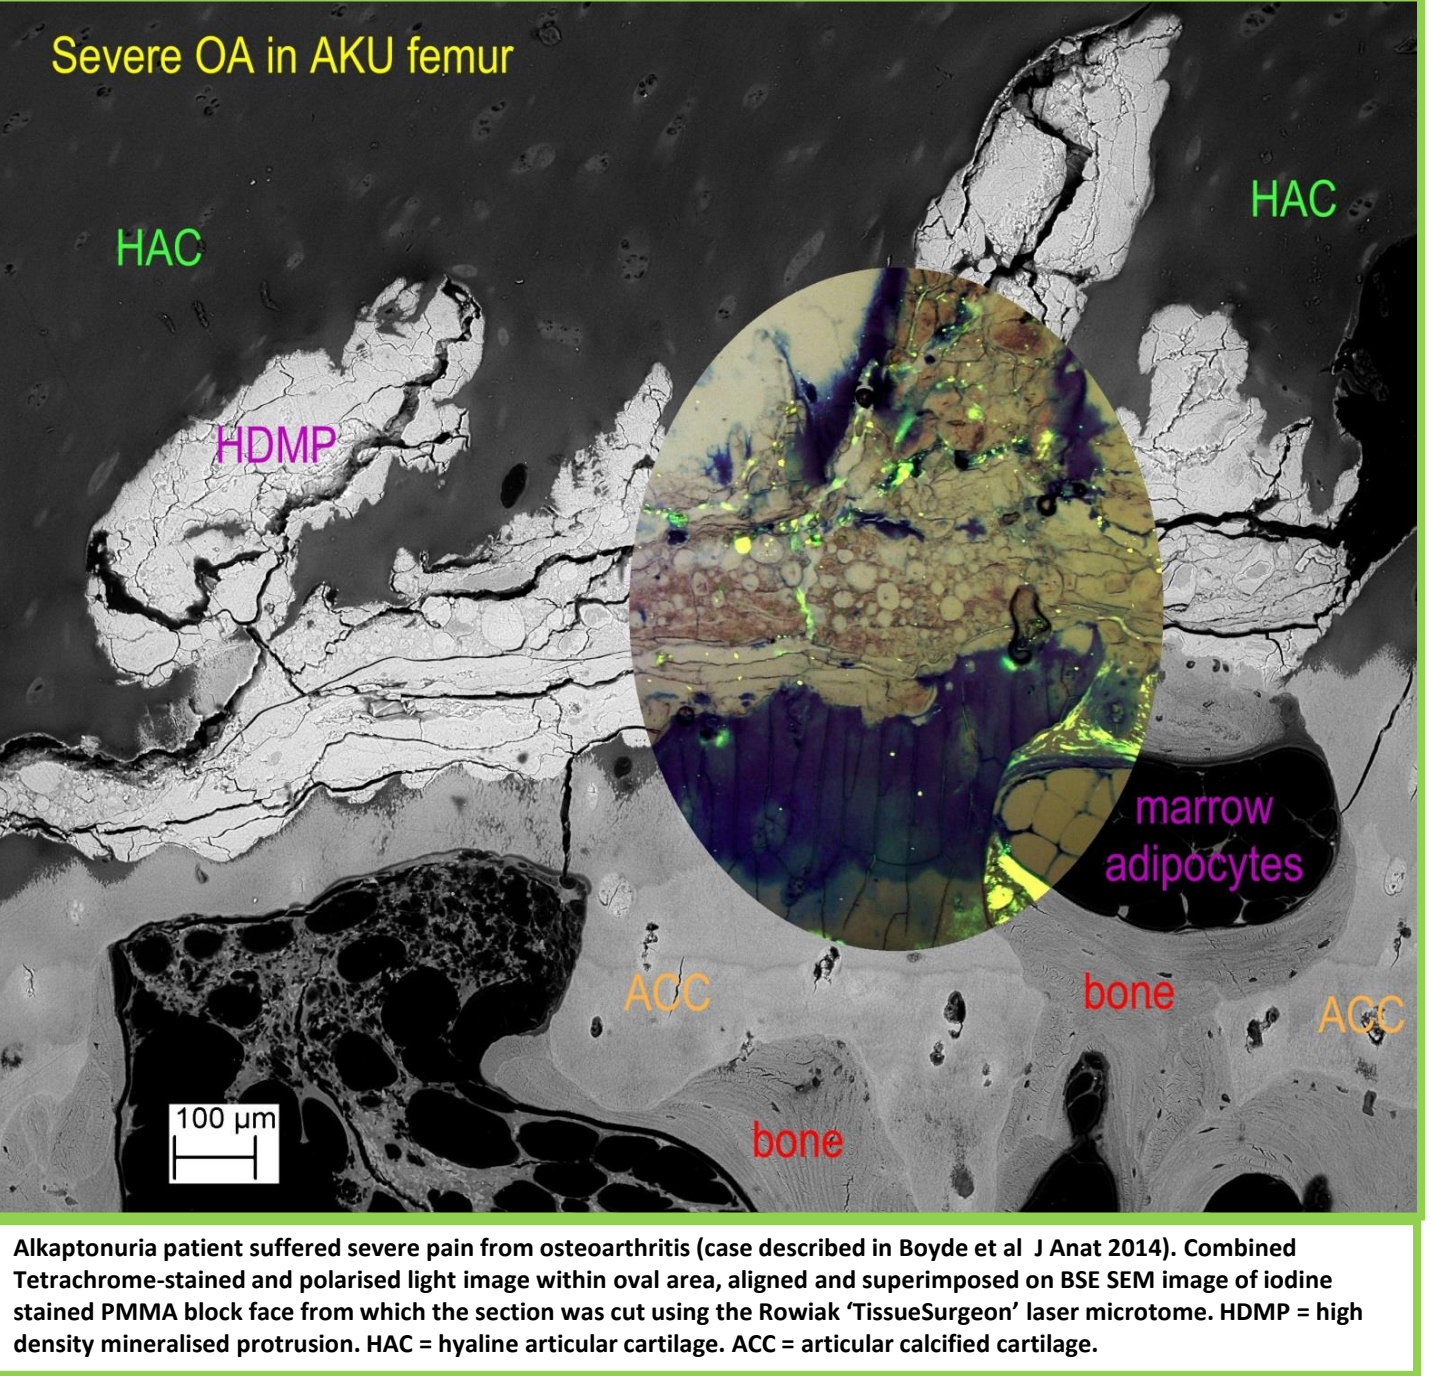 Severe OA in AKU femur
HAC
HAC
HDMP
marrow
adipocytes
ACC
bone
ACC
100 µm
bone
Alkaptonuria patient suffered severe pain from osteoarthritis (case described in Boyde et al  J Anat 2014). Combined
Tetrachrome-stained and polarised light image within oval area, aligned and superimposed on BSE SEM image of iodine
stained PMMA block face from which the section was cut using the Rowiak ‘TissueSurgeon’ laser microtome. HDMP = high
density mineralised protrusion. HAC = hyaline articular cartilage. ACC = articular calcified cartilage.